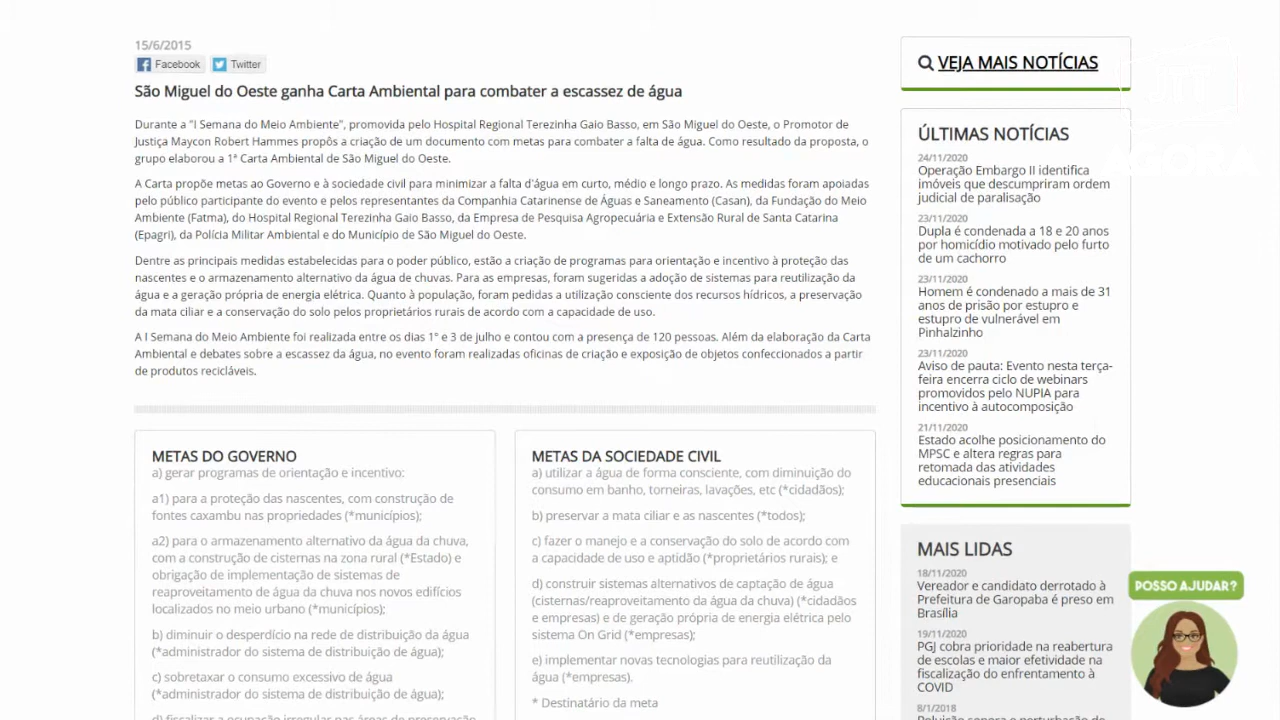 15/6/2015
Facebook Twitter
São Miguel do Oeste ganha Carta Ambiental para combater a escassez de água
Durante a "I Semana do Meio Ambiente", promovida pelo Hospital Regional Terezinha Gaio Basso, em São Miguel do Oeste, o Promotor de
Justiça Maycon Robert Hammes propôs a criação de um documento com metas para combater a falta de água. Como resultado da proposta, o
grupo elaborou a 1ª Carta Ambiental de São Miguel do Oeste.
A Carta propõe metas ao Governo e à sociedade civil para minimizar a falta d'água em curto, médio e longo prazo. As medidas foram apoiadas
pelo público participante do evento e pelos representantes da Companhia Catarinense de Águas e Saneamento (Casan), da Fundação do Meio
Ambiente (Fatma), do Hospital Regional Terezinha Gaio Basso, da Empresa de Pesquisa Agropecuária e Extensão Rural de Santa Catarina
(Epagri), da Polícia Militar Ambiental e do Município de São Miguel do Oeste.
Dentre as principais medidas estabelecidas para o poder público, estão a criação de programas para orientação e incentivo à proteção das
nascentes e o armazenamento alternativo da água de chuvas. Para as empresas, foram sugeridas a adoção de sistemas para reutilização da
água e a geração própria de energia elétrica. Quanto à população, foram pedidas a utilização consciente dos recursos hídricos, a preservação
da mata ciliar e a conservação do solo pelos proprietários rurais de acordo com a capacidade de uso.
A I Semana do Meio Ambiente foi realizada entre os dias 1º e 3 de julho e contou com a presença de 120 pessoas. Além da elaboração da Carta
Ambiental e debates sobre a escassez da água, no evento foram realizadas oficinas de criação e exposição de objetos confeccionados a partir
de produtos recicláveis.
METAS DO GOVERNO
a) gerar programas de orientação e incentivo:
a1) para a proteção das nascentes, com construção de
fontes caxambu nas propriedades (*municípios);
a2) para o armazenamento alternativo da água da chuva,
com a construção de cisternas na zona rural (*Estado) e
obrigação de implementação de sistemas de
reaproveitamento de água da chuva nos novos edifícios
localizados no meio urbano (*municípios);
b) diminuir o desperdício na rede de distribuição da água
(*administrador do sistema de distribuição de água);
c) sobretaxar o consumo excessivo de água
(*administrador do sistema de distribuição de água);
d) fiscalizar a ocupação irregular nas áreas de preservação
METAS DA SOCIEDADE CIVIL
a) utilizar a água de forma consciente, com diminuição do
consumo em banho, torneiras, lavações, etc (*cidadãos);
b) preservar a mata ciliar e as nascentes (*todos);
c) fazer o manejo e a conservação do solo de acordo com
a capacidade de uso e aptidão (*proprietários rurais); e
d) construir sistemas alternativos de captação de água
(cisternas/reaproveitamento da água da chuva) (*cidadãos
e empresas) e de geração própria de energia elétrica pelo
sistema On Grid (*empresas);
e) implementar novas tecnologias para reutilização da
água (*empresas).
* Destinatário da meta
VEJA MAIS NOTÍCIAS
ÚLTIMAS NOTÍCIAS
24/11/2020
Operação Embargo II identifica
imóveis que descumpriram ordem
judicial de paralisação
23/11/2020
Dupla é condenada a 18 e 20 anos
por homicídio motivado pelo furto
de um cachorro
23/11/2020
Homem é condenado a mais de 31
anos de prisão por estupro e
estupro de vulnerável em
Pinhalzinho
23/11/2020
Aviso de pauta: Evento nesta terça-
feira encerra ciclo de webinars
promovidos pelo NUPIA para
incentivo à autocomposição
21/11/2020
Estado acolhe posicionamento do
MPSC e altera regras para
retomada das atividades
educacionais presenciais
MAIS LIDAS
18/11/2020
Vereador e candidato derrotado à
Prefeitura de Garopaba é preso em
Brasília
19/11/2020
PGJ cobra prioridade na reabertura
de escolas e maior efetividade na
fiscalização do enfrentamento à
COVID
8/1/2018
Poluição sonora e perturbação do
POSSO AJUDAR?
AGORA